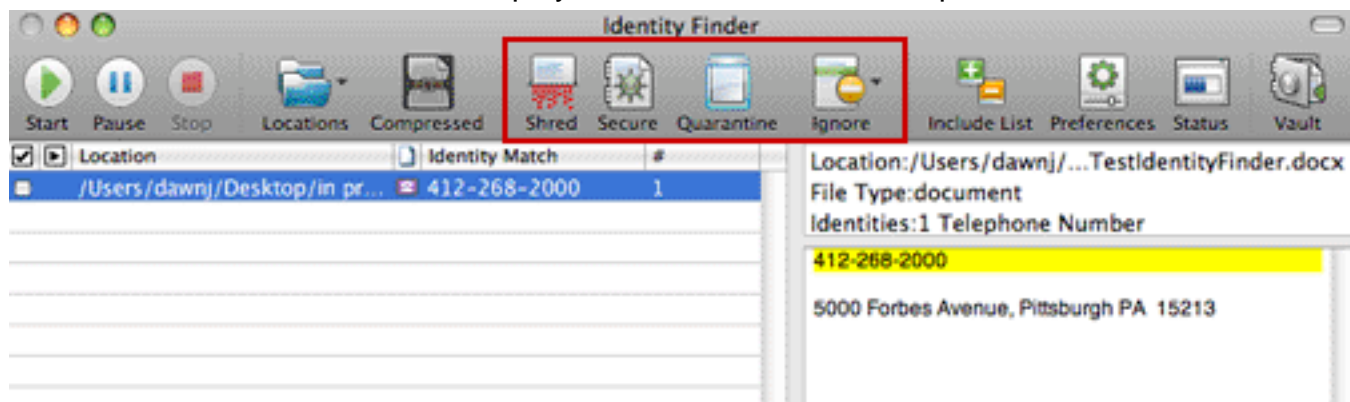 Identity Finder
Start Pause Stop Locations Compressed Shred Secure Quarantine Ignore Include List Preferences Status Vault
Location Identity Match #
/Users/dawnj/Desktop/in pr... 412-268-2000 1
Location:/Users/dawnj/...TestIdentityFinder.docx
File Type:document
Identities:1 Telephone Number
412-268-2000
5000 Forbes Avenue, Pittsburgh PA 15213